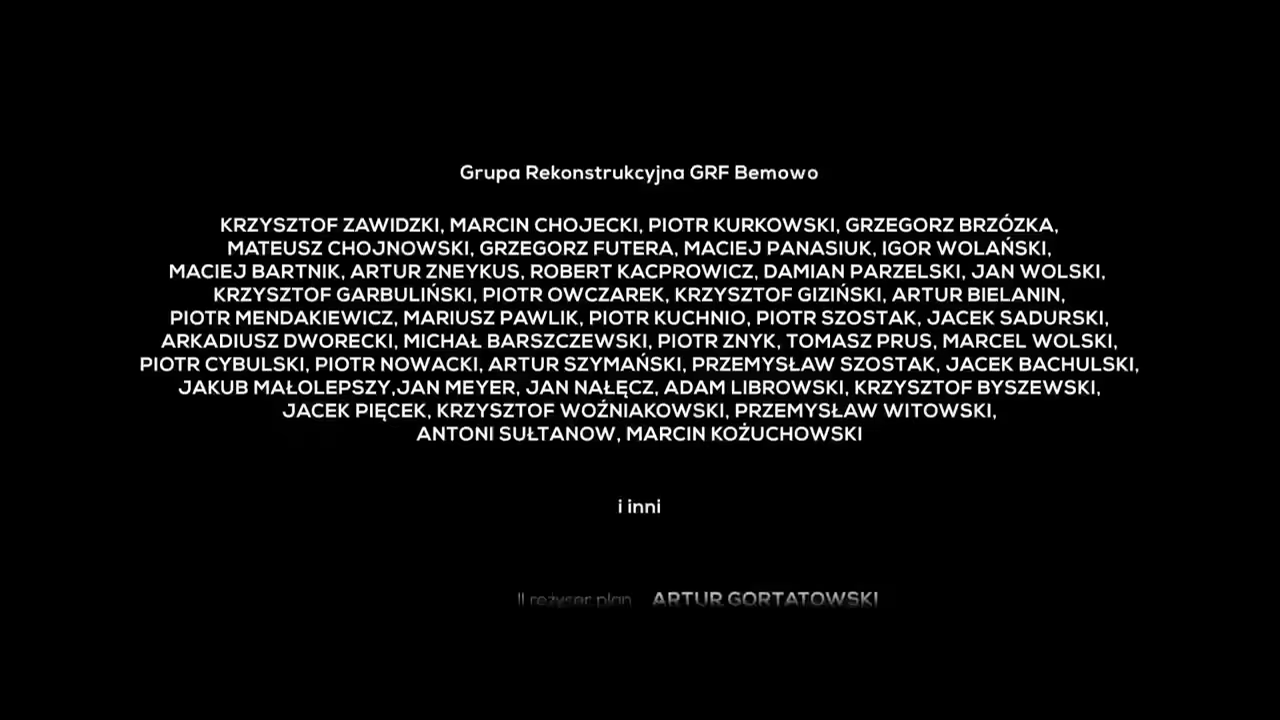 Grupa Rekonstrukcyjna GRF Bemowo
KRZYSZTOF ZAWIDZKI, MARCIN CHOJECKI, PIOTR KURKOWSKI, GRZEGORZ BRZÓZKA,
MATEUSZ CHOJNOWSKI, GRZEGORZ FUTERA, MACIEJ PANASIUK, IGOR WOLAŃSKI,
MACIEJ BARTNIK, ARTUR ZNEYKUS, ROBERT KACPROWICZ, DAMIAN PARZELSKI, JAN WOLSKI,
KRZYSZTOF GARBULIŃSKI, PIOTR OWCZAREK, KRZYSZTOF GIZIŃSKI, ARTUR BIELANIN,
PIOTR MENDAKIEWICZ, MARIUSZ PAWLIK, PIOTR KUCHNIO, PIOTR SZOSTAK, JACEK SADURSKI,
ARKADIUSZ DWORECKI, MICHAŁ BARSZCZEWSKI, PIOTR ZNYK, TOMASZ PRUS, MARCEL WOLSKI,
PIOTR CYBULSKI, PIOTR NOWACKI, ARTUR SZYMAŃSKI, PRZEMYSŁAW SZOSTAK, JACEK BACHULSKI,
JAKUB MAŁOLEPSZY,JAN MEYER, JAN NAŁĘCZ, ADAM LIBROWSKI, KRZYSZTOF BYSZEWSKI,
JACEK PIĘCEK, KRZYSZTOF WOŹNIAKOWSKI, PRZEMYSŁAW WITOWSKI,
ANTONI SUŁTANOW, MARCIN KOŻUCHOWSKI
i inni
II reżyser plan ARTUR GORTATOWSKI